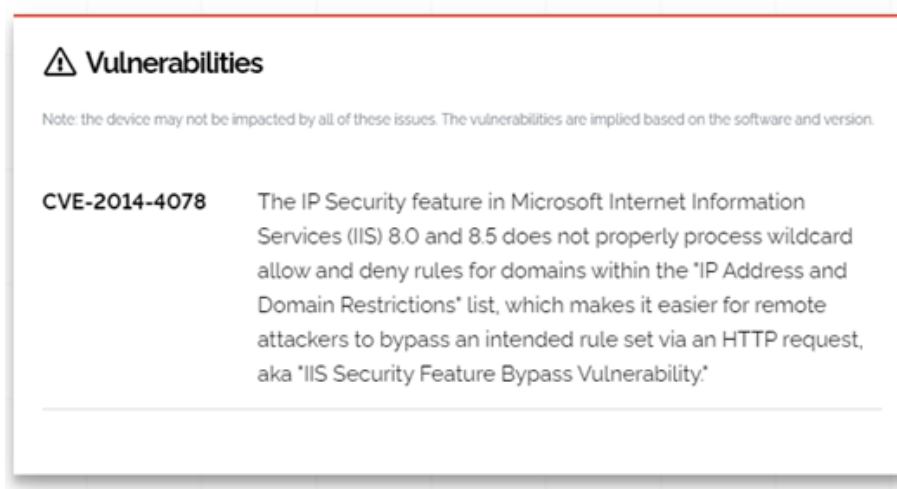 Vulnerabilities
Note: the device may not be impacted by all of these issues. The vulnerabilities are implied based on the software and version.
CVE-2014-4078 The IP Security feature in Microsoft Internet Information
Services (IIS) 8.0 and 8.5 does not properly process wildcard
allow and deny rules for domains within the "IP Address and
Domain Restrictions" list, which makes it easier for remote
attackers to bypass an intended rule set via an HTTP request,
aka "IIS Security Feature Bypass Vulnerability."